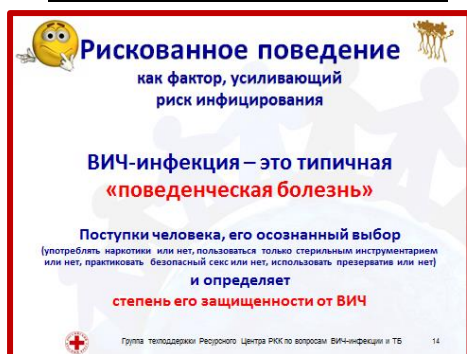 Рискованное поведение
как фактор, усиливающий
риск инфицирования
ВИЧ-инфекция – это типичная
«поведенческая болезнь»
Поступки человека, его осознанный выбор
(употреблять наркотики или нет, пользоваться только стерильным инструментарием
или нет, практиковать безопасный секс или нет, использовать презерватив или нет)
и определяет
степень его защищенности от ВИЧ
Группа техподдержки Ресурсного Центра РКК по вопросам ВИЧ-инфекции и ТБ 14